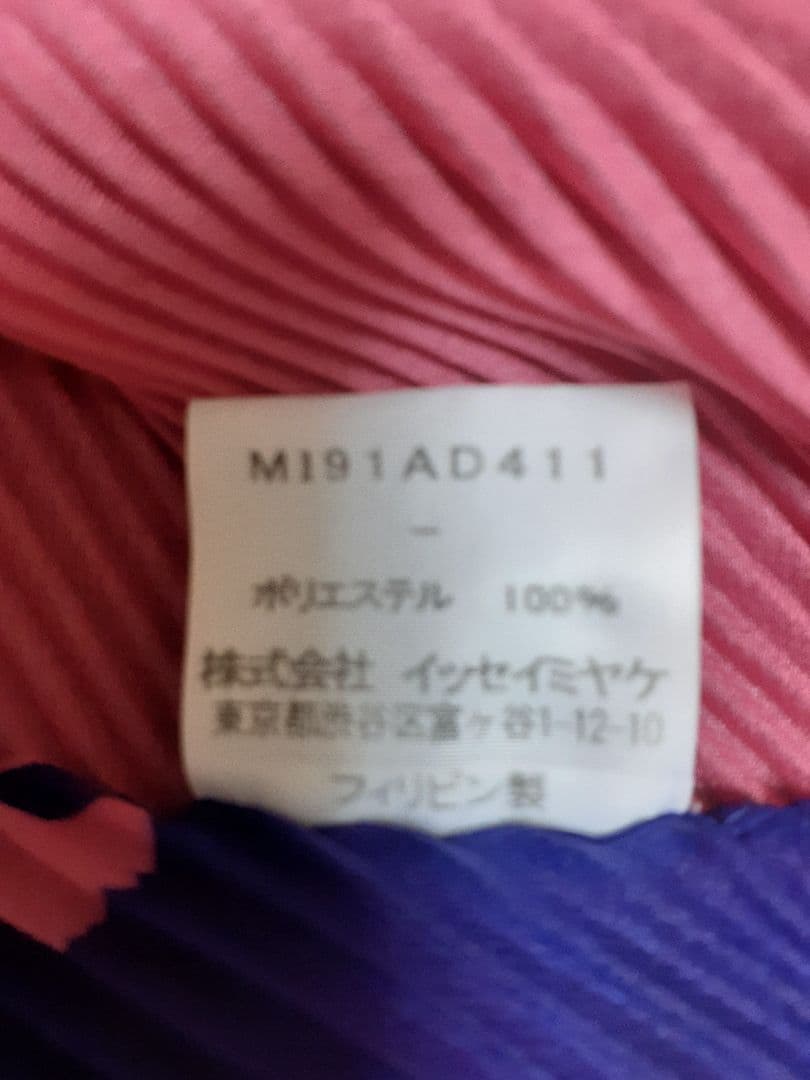 MI91AD411
-
ポリエステル 100%
株式会社 イッセイミヤケ
東京都渋谷区富ヶ谷1-12-10
フィリピン製